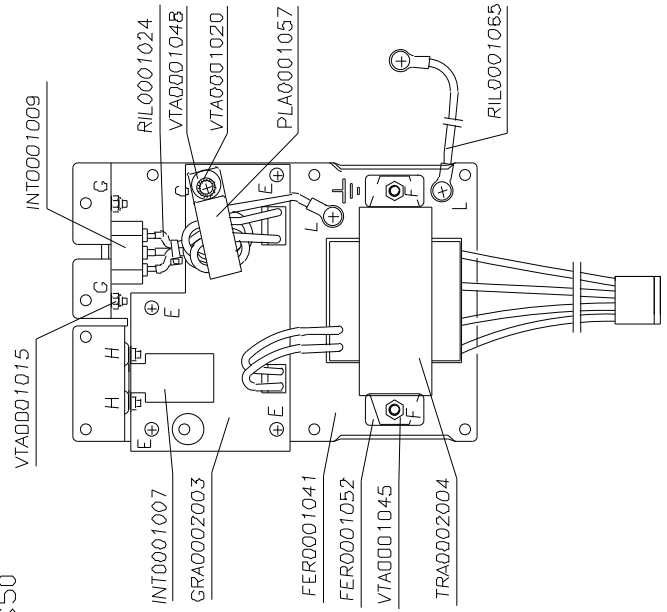 INT0001009
RIL0001024
VTA0001048
VTA0001020
PLA0001057
RIL0001065
G
G
G
E
L
L
E
H
H
E
E
F
F
VTA0001015
INT0001007
GRA0002003
FER0001041
FER0001052
VTA0001045
TRA0002004